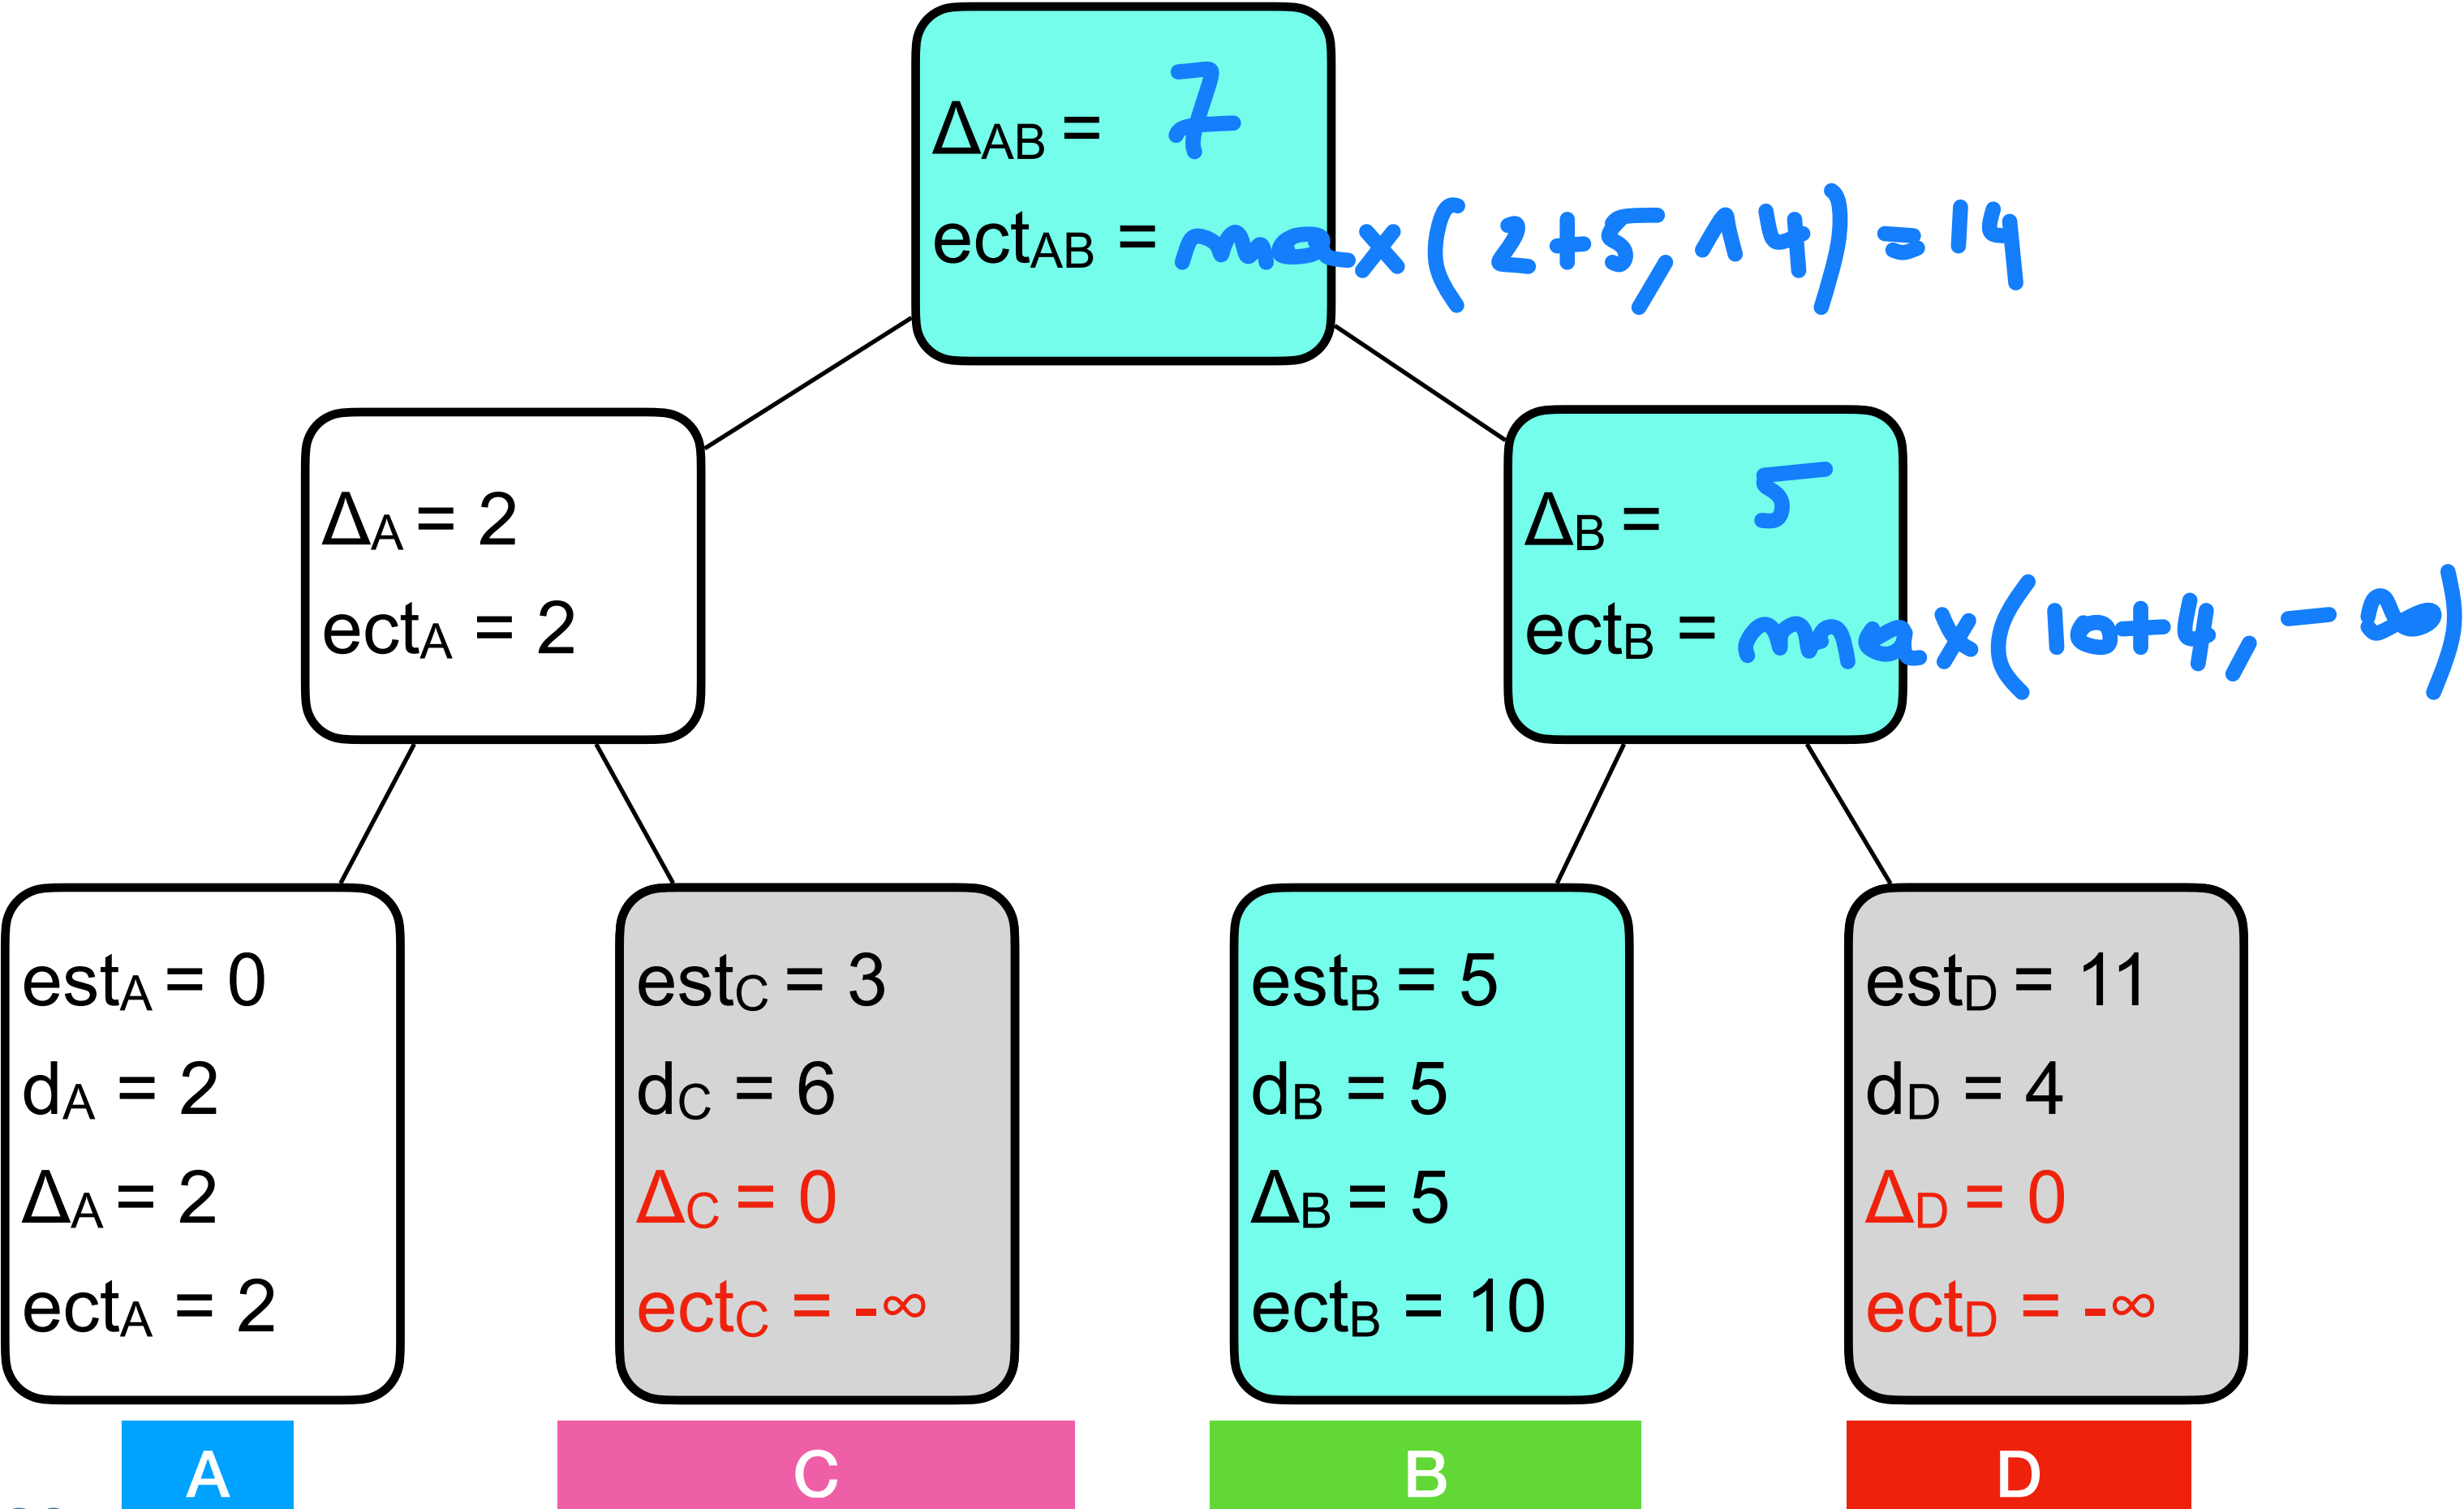 ΔAB = 7
ectAB = max(2+5, 14) = 14
ΔA = 2
ectA = 2
ΔB = 5
ectB = max(10+4, -∞)
estA = 0
dA = 2
ΔA = 2
ectA = 2
estC = 3
dC = 6
ΔC = 0
ectC = -∞
estB = 5
dB = 5
ΔB = 5
ectB = 10
estD = 11
dD = 4
ΔD = 0
ectD = -∞
A
C
B
D